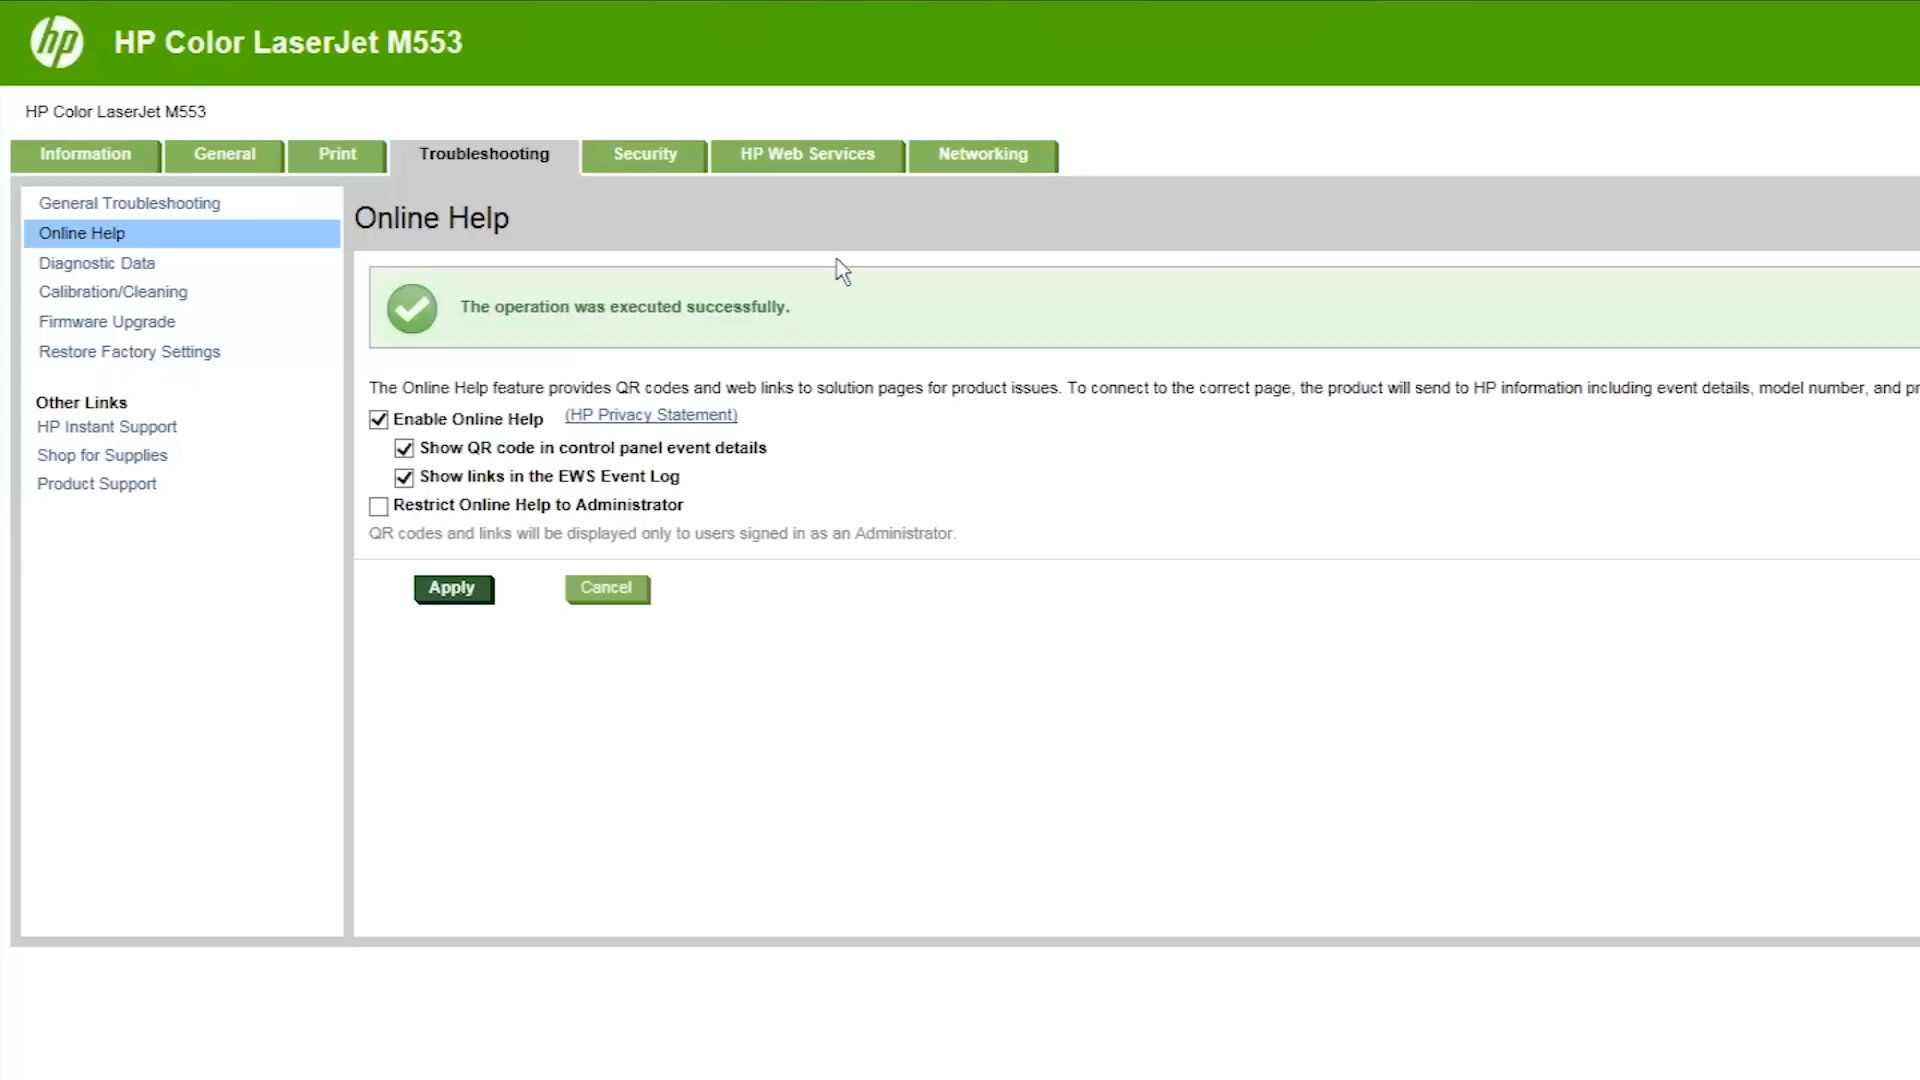 hp HP Color LaserJet M553
HP Color LaserJet M553
Information General Print Troubleshooting Security HP Web Services Networking
General Troubleshooting
Online Help
Diagnostic Data
Calibration/Cleaning
Firmware Upgrade
Restore Factory Settings
Other Links
HP Instant Support
Shop for Supplies
Product Support
Online Help
The operation was executed successfully.
The Online Help feature provides QR codes and web links to solution pages for product issues. To connect to the correct page, the product will send to HP information including event details, model number, and pr
Enable Online Help (HP Privacy Statement)
Show QR code in control panel event details
Show links in the EWS Event Log
Restrict Online Help to Administrator
QR codes and links will be displayed only to users signed in as an Administrator.
Apply Cancel